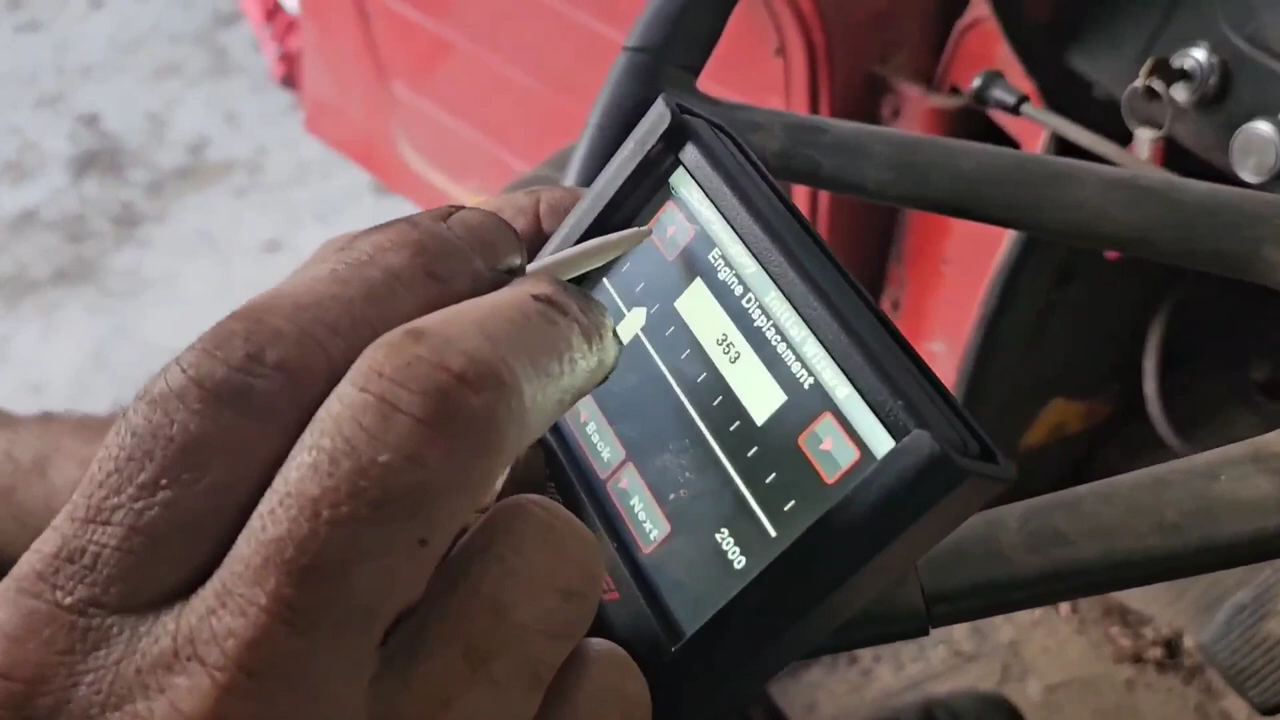 Initial Wizard
Engine Displacement
353
2000
Back
Next